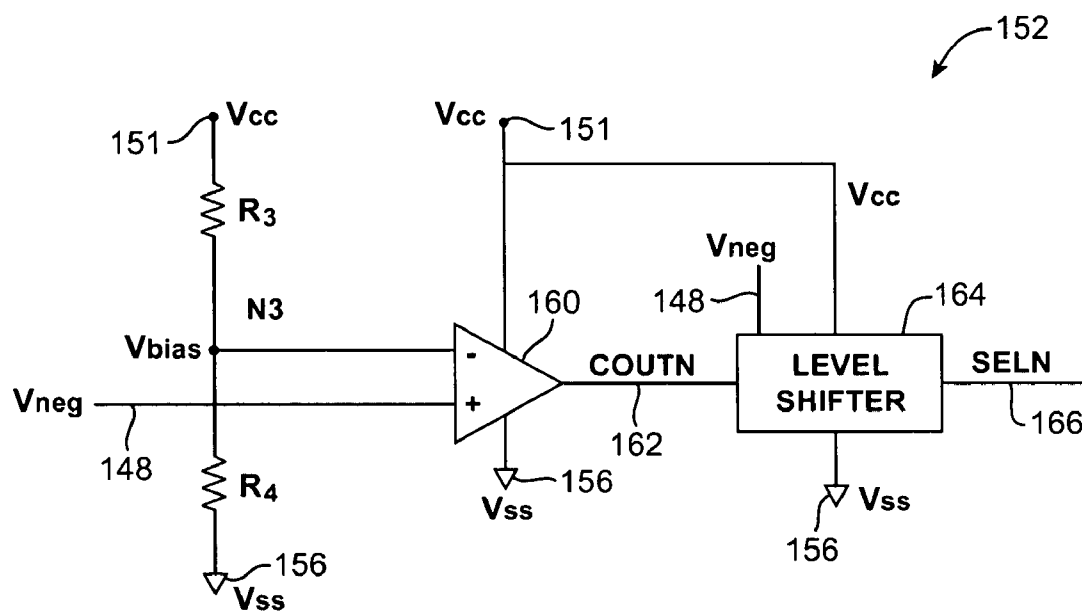 152
Vcc
151
Vcc
151
R3
Vcc
Vneg
148
164
N3
160
Vbias
-
COUTN
LEVEL SHIFTER
SELN
Vneg
+
148
162
166
R4
156
Vss
156
Vss
156
Vss